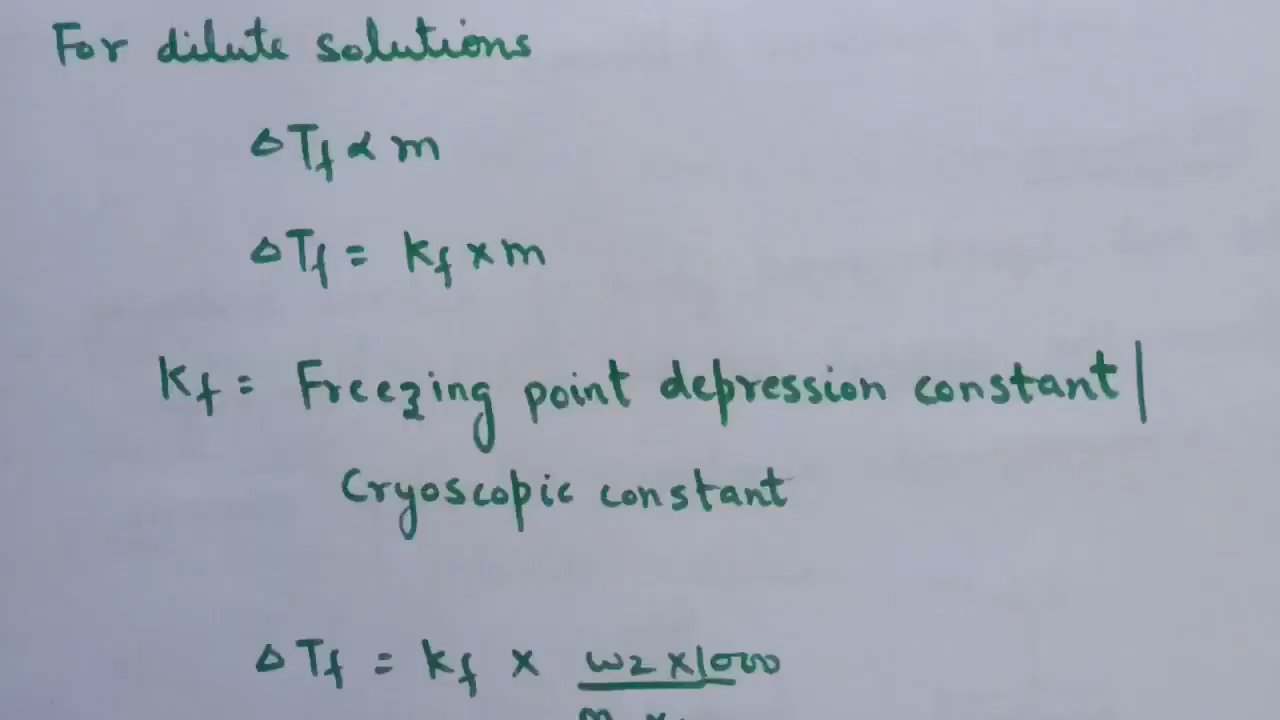 For dilute solutions
ΔTf ∝ m
ΔTf = kf × m
Kf = Freezing point depression constant |
Cryoscopic constant
ΔTf = kf × w2 × 1000